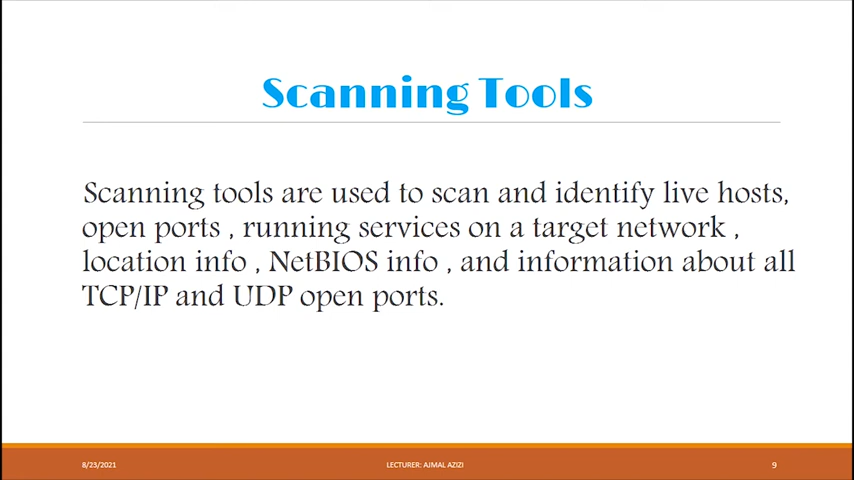 Scanning Tools
Scanning tools are used to scan and identify live hosts,
open ports , running services on a target network ,
location info , NetBIOS info , and information about all
TCP/IP and UDP open ports.
8/23/2021
LECTURER: AJMAL AZIZI
9